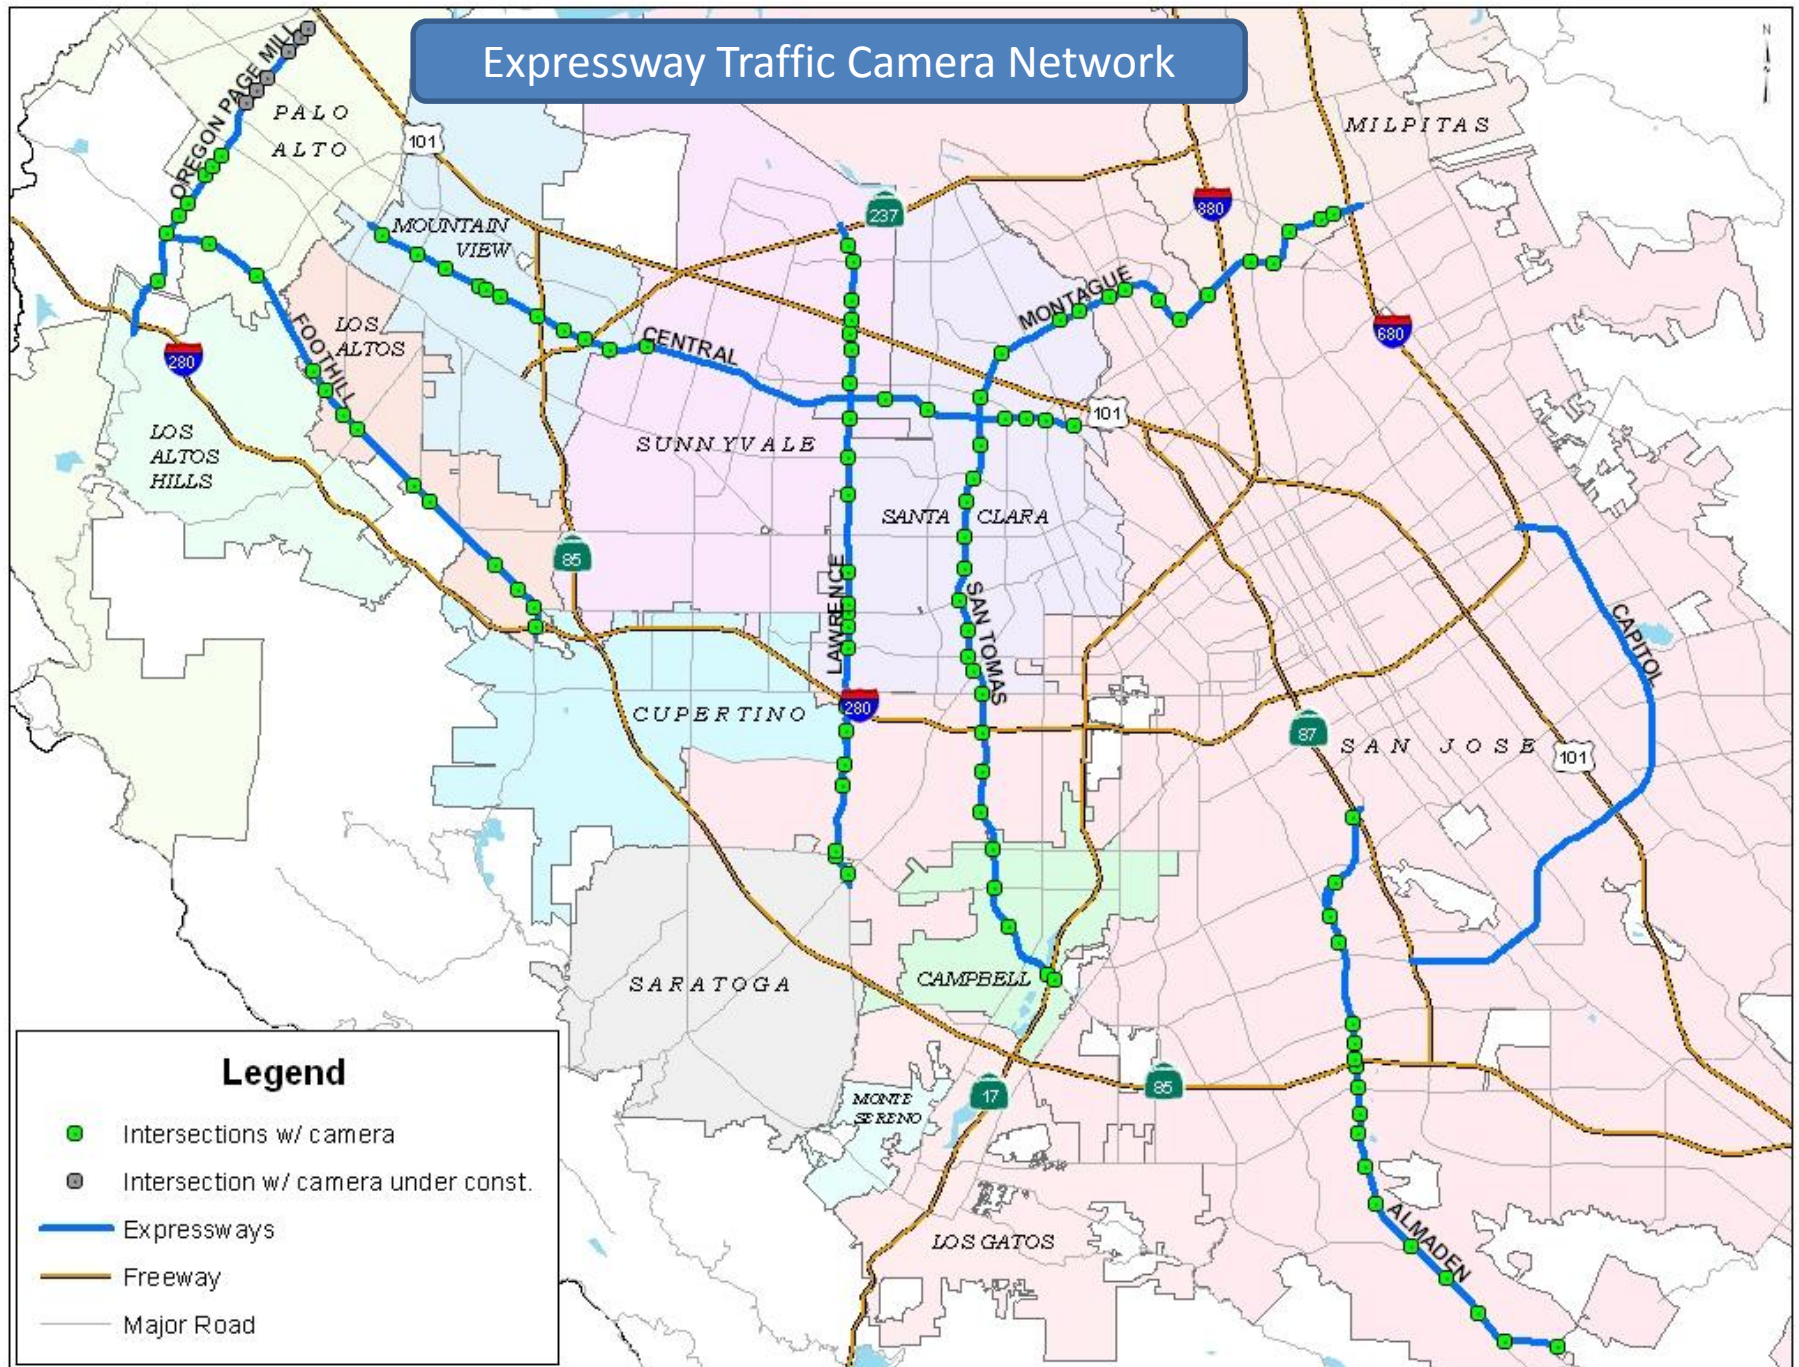 Expressway Traffic Camera Network
N
OREGON PAGE MILL
PALO
ALTO
101
MILPITAS
MOUNTAIN
VIEW
237
880
MONTAGUE
FOOTHILL
LOS
ALTOS
280
CENTRAL
680
101
LOS
ALTOS
HILLS
SUNNYVALE
SANTA CLARA
85
LAWRENCE
SAN TOMAS
CAPITOL
280
CUPERTINO
87
SAN JOSE
101
SARATOGA
CAMPBELL
17
85
MONTE
SERENO
ALMADEN
LOS GATOS
Legend
Intersections w/ camera
Intersection w/ camera under const.
Expressways
Freeway
Major Road